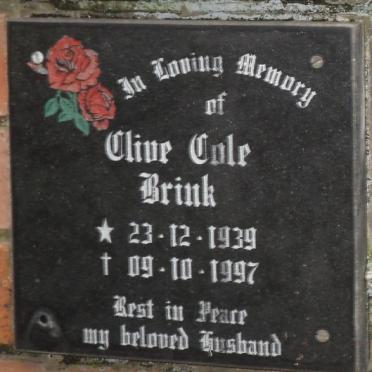 In Loving Memory
of
Clive Cole
Brink
★ 23-12-1939
† 09-10-1997
Rest in Peace
my beloved Husband